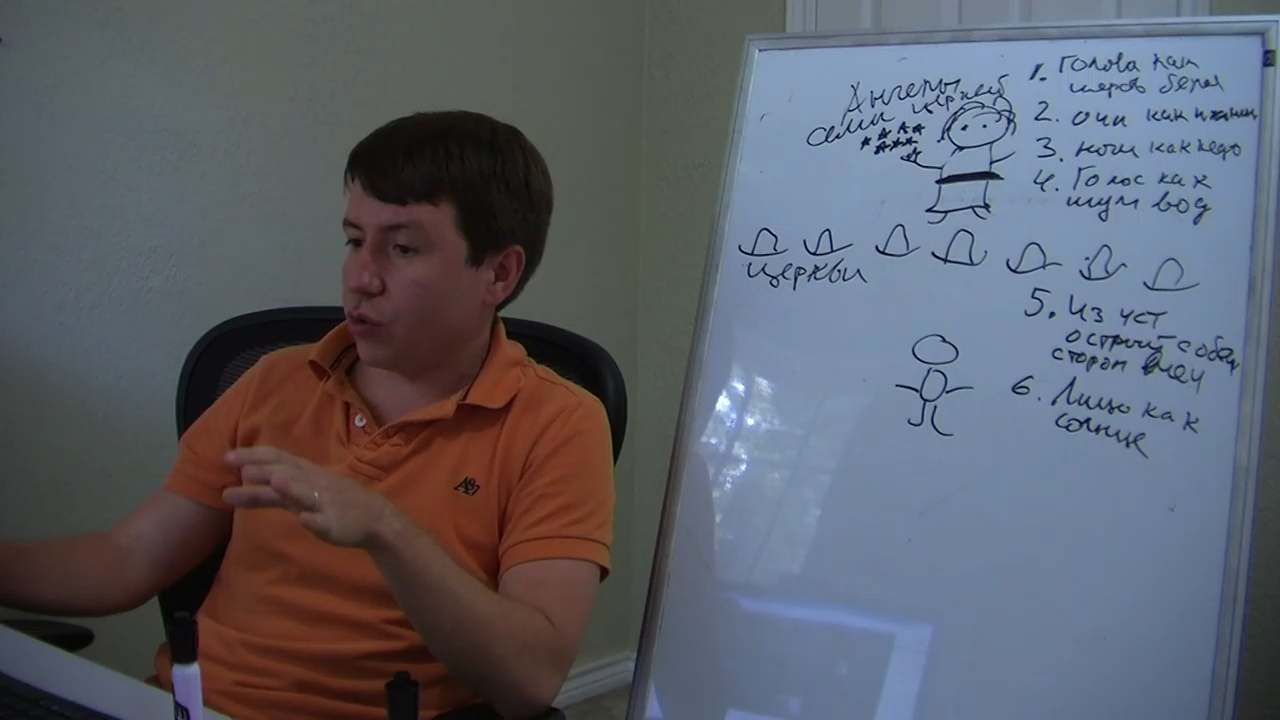 Ангелы
семи церквей
1. Голова как
шерсть белая
2. очи как пламень
3. ноги как
4. Голос как
шум вод
церкви
5. Из уст
острый с обеих
сторон меч
6. Лицо как
солнце